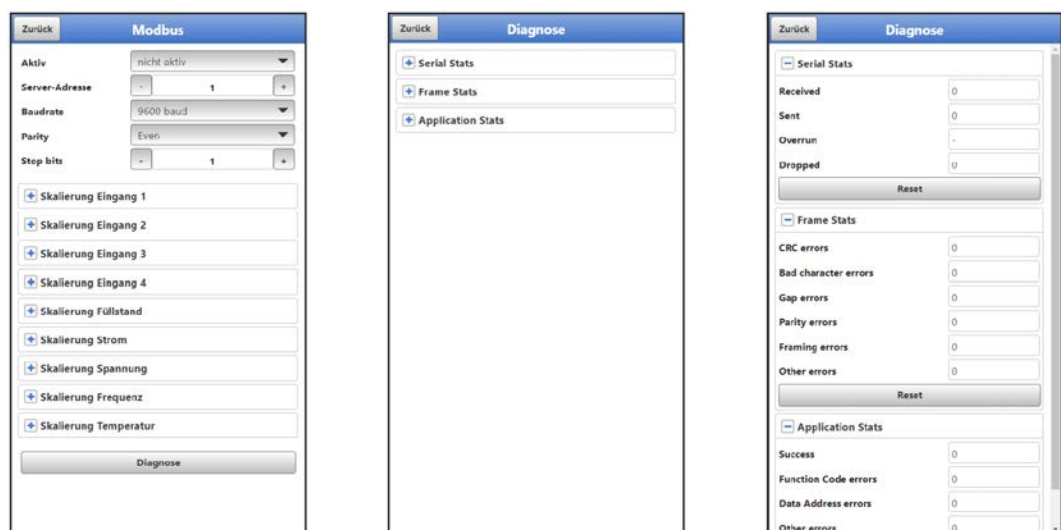 Zurück Modbus
Aktiv nicht aktiv
Server-Adresse - 1 +
Baudrate 9600 baud
Parity Even
Stop bits - 1 +
+ Skalierung Eingang 1
+ Skalierung Eingang 2
+ Skalierung Eingang 3
+ Skalierung Eingang 4
+ Skalierung Füllstand
+ Skalierung Strom
+ Skalierung Spannung
+ Skalierung Frequenz
+ Skalierung Temperatur
Diagnose
Zurück Diagnose
+ Serial Stats
+ Frame Stats
+ Application Stats
Zurück Diagnose
− Serial Stats
Received 0
Sent 0
Overrun -
Dropped 0
Reset
− Frame Stats
CRC errors 0
Bad character errors 0
Gap errors 0
Parity errors 0
Framing errors 0
Other errors 0
Reset
− Application Stats
Success 0
Function Code errors 0
Data Address errors 0
Other errors 0